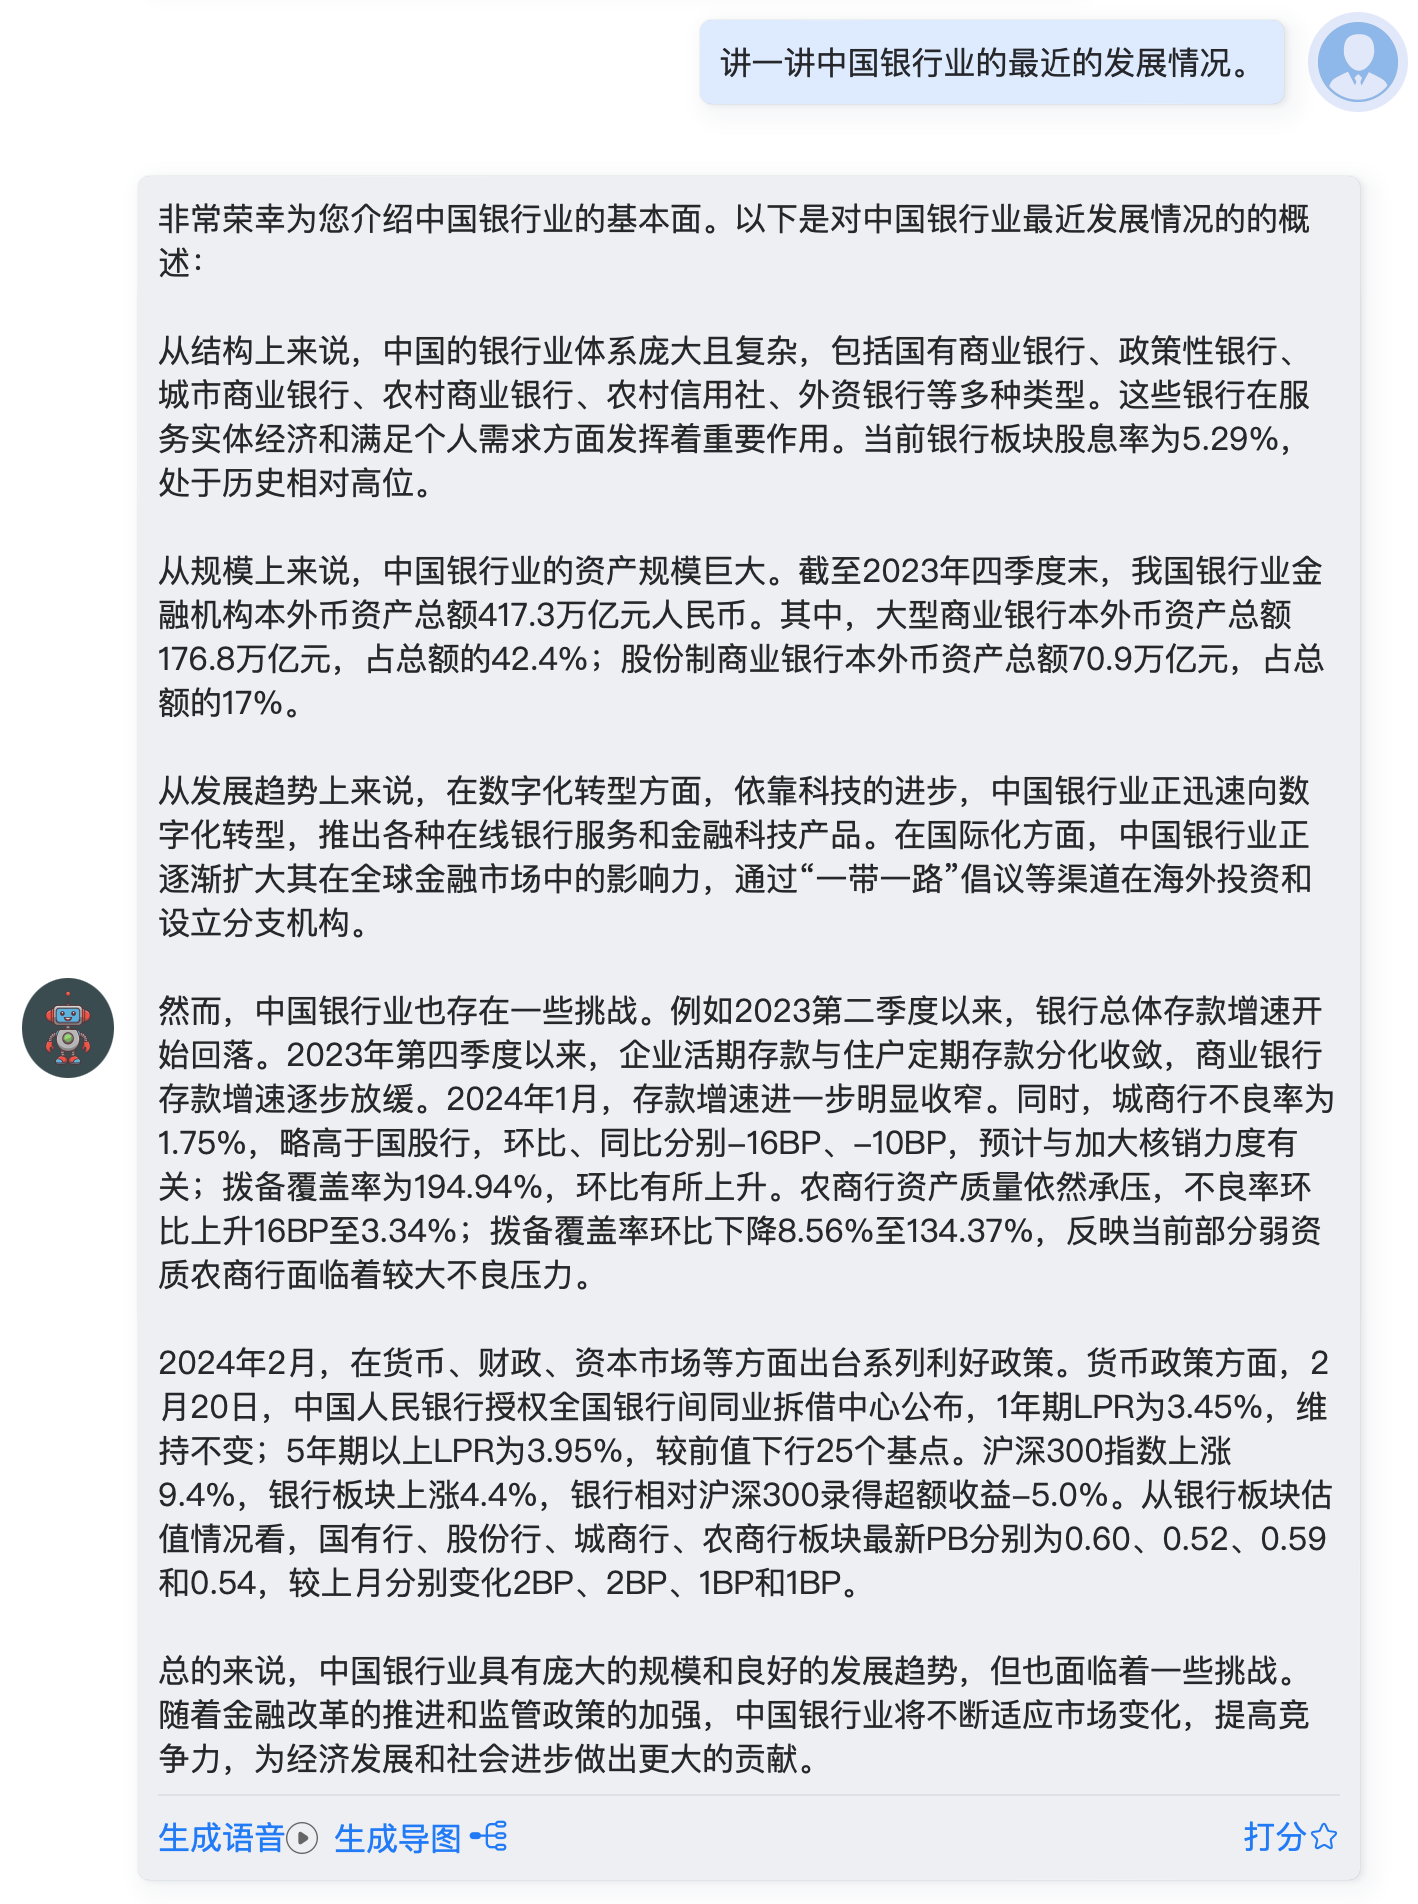 讲一讲中国银行业的最近的发展情况。
非常荣幸为您介绍中国银行业的基本面。以下是对中国银行业最近发展情况的的概
述：
从结构上来说，中国的银行业体系庞大且复杂，包括国有商业银行、政策性银行、
城市商业银行、农村商业银行、农村信用社、外资银行等多种类型。这些银行在服
务实体经济和满足个人需求方面发挥着重要作用。当前银行板块股息率为5.29%，
处于历史相对高位。
从规模上来说，中国银行业的资产规模巨大。截至2023年四季度末，我国银行业金
融机构本外币资产总额417.3万亿元人民币。其中，大型商业银行本外币资产总额
176.8万亿元，占总额的42.4%；股份制商业银行本外币资产总额70.9万亿元，占总
额的17%。
从发展趋势上来说，在数字化转型方面，依靠科技的进步，中国银行业正迅速向数
字化转型，推出各种在线银行服务和金融科技产品。在国际化方面，中国银行业正
逐渐扩大其在全球金融市场中的影响力，通过“一带一路”倡议等渠道在海外投资和
设立分支机构。
然而，中国银行业也存在一些挑战。例如2023第二季度以来，银行总体存款增速开
始回落。2023年第四季度以来，企业活期存款与住户定期存款分化收敛，商业银行
存款增速逐步放缓。2024年1月，存款增速进一步明显收窄。同时，城商行不良率为
1.75%，略高于国股行，环比、同比分别-16BP、-10BP，预计与加大核销力度有
关；拨备覆盖率为194.94%，环比有所上升。农商行资产质量依然承压，不良率环
比上升16BP至3.34%；拨备覆盖率环比下降8.56%至134.37%，反映当前部分弱资
质农商行面临着较大不良压力。
2024年2月，在货币、财政、资本市场等方面出台系列利好政策。货币政策方面，2
月20日，中国人民银行授权全国银行间同业拆借中心公布，1年期LPR为3.45%，维
持不变；5年期以上LPR为3.95%，较前值下行25个基点。沪深300指数上涨
9.4%，银行板块上涨4.4%，银行相对沪深300录得超额收益-5.0%。从银行板块估
值情况看，国有行、股份行、城商行、农商行板块最新PB分别为0.60、0.52、0.59
和0.54，较上月分别变化2BP、2BP、1BP和1BP。
总的来说，中国银行业具有庞大的规模和良好的发展趋势，但也面临着一些挑战。
随着金融改革的推进和监管政策的加强，中国银行业将不断适应市场变化，提高竞
争力，为经济发展和社会进步做出更大的贡献。
生成语音 生成导图 打分